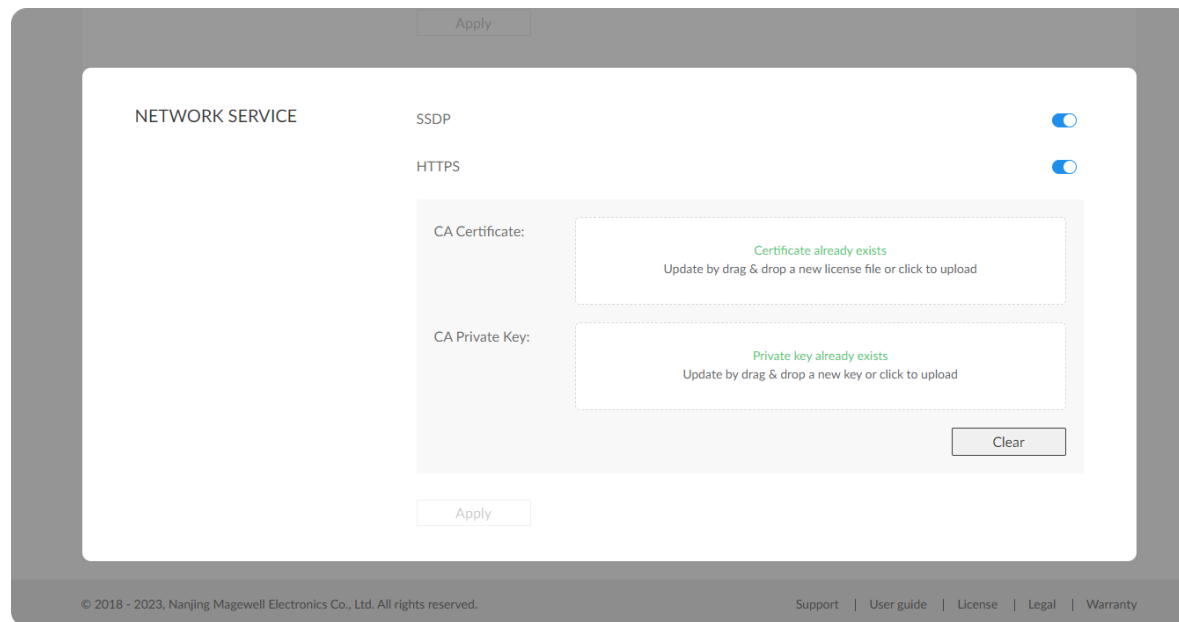 Apply
NETWORK SERVICE
SSDP
HTTPS
CA Certificate:
Certificate already exists
Update by drag & drop a new license file or click to upload
CA Private Key:
Private key already exists
Update by drag & drop a new key or click to upload
Clear
Apply
© 2018 - 2023, Nanjing Magewell Electronics Co., Ltd. All rights reserved.
Support | User guide | License | Legal | Warranty